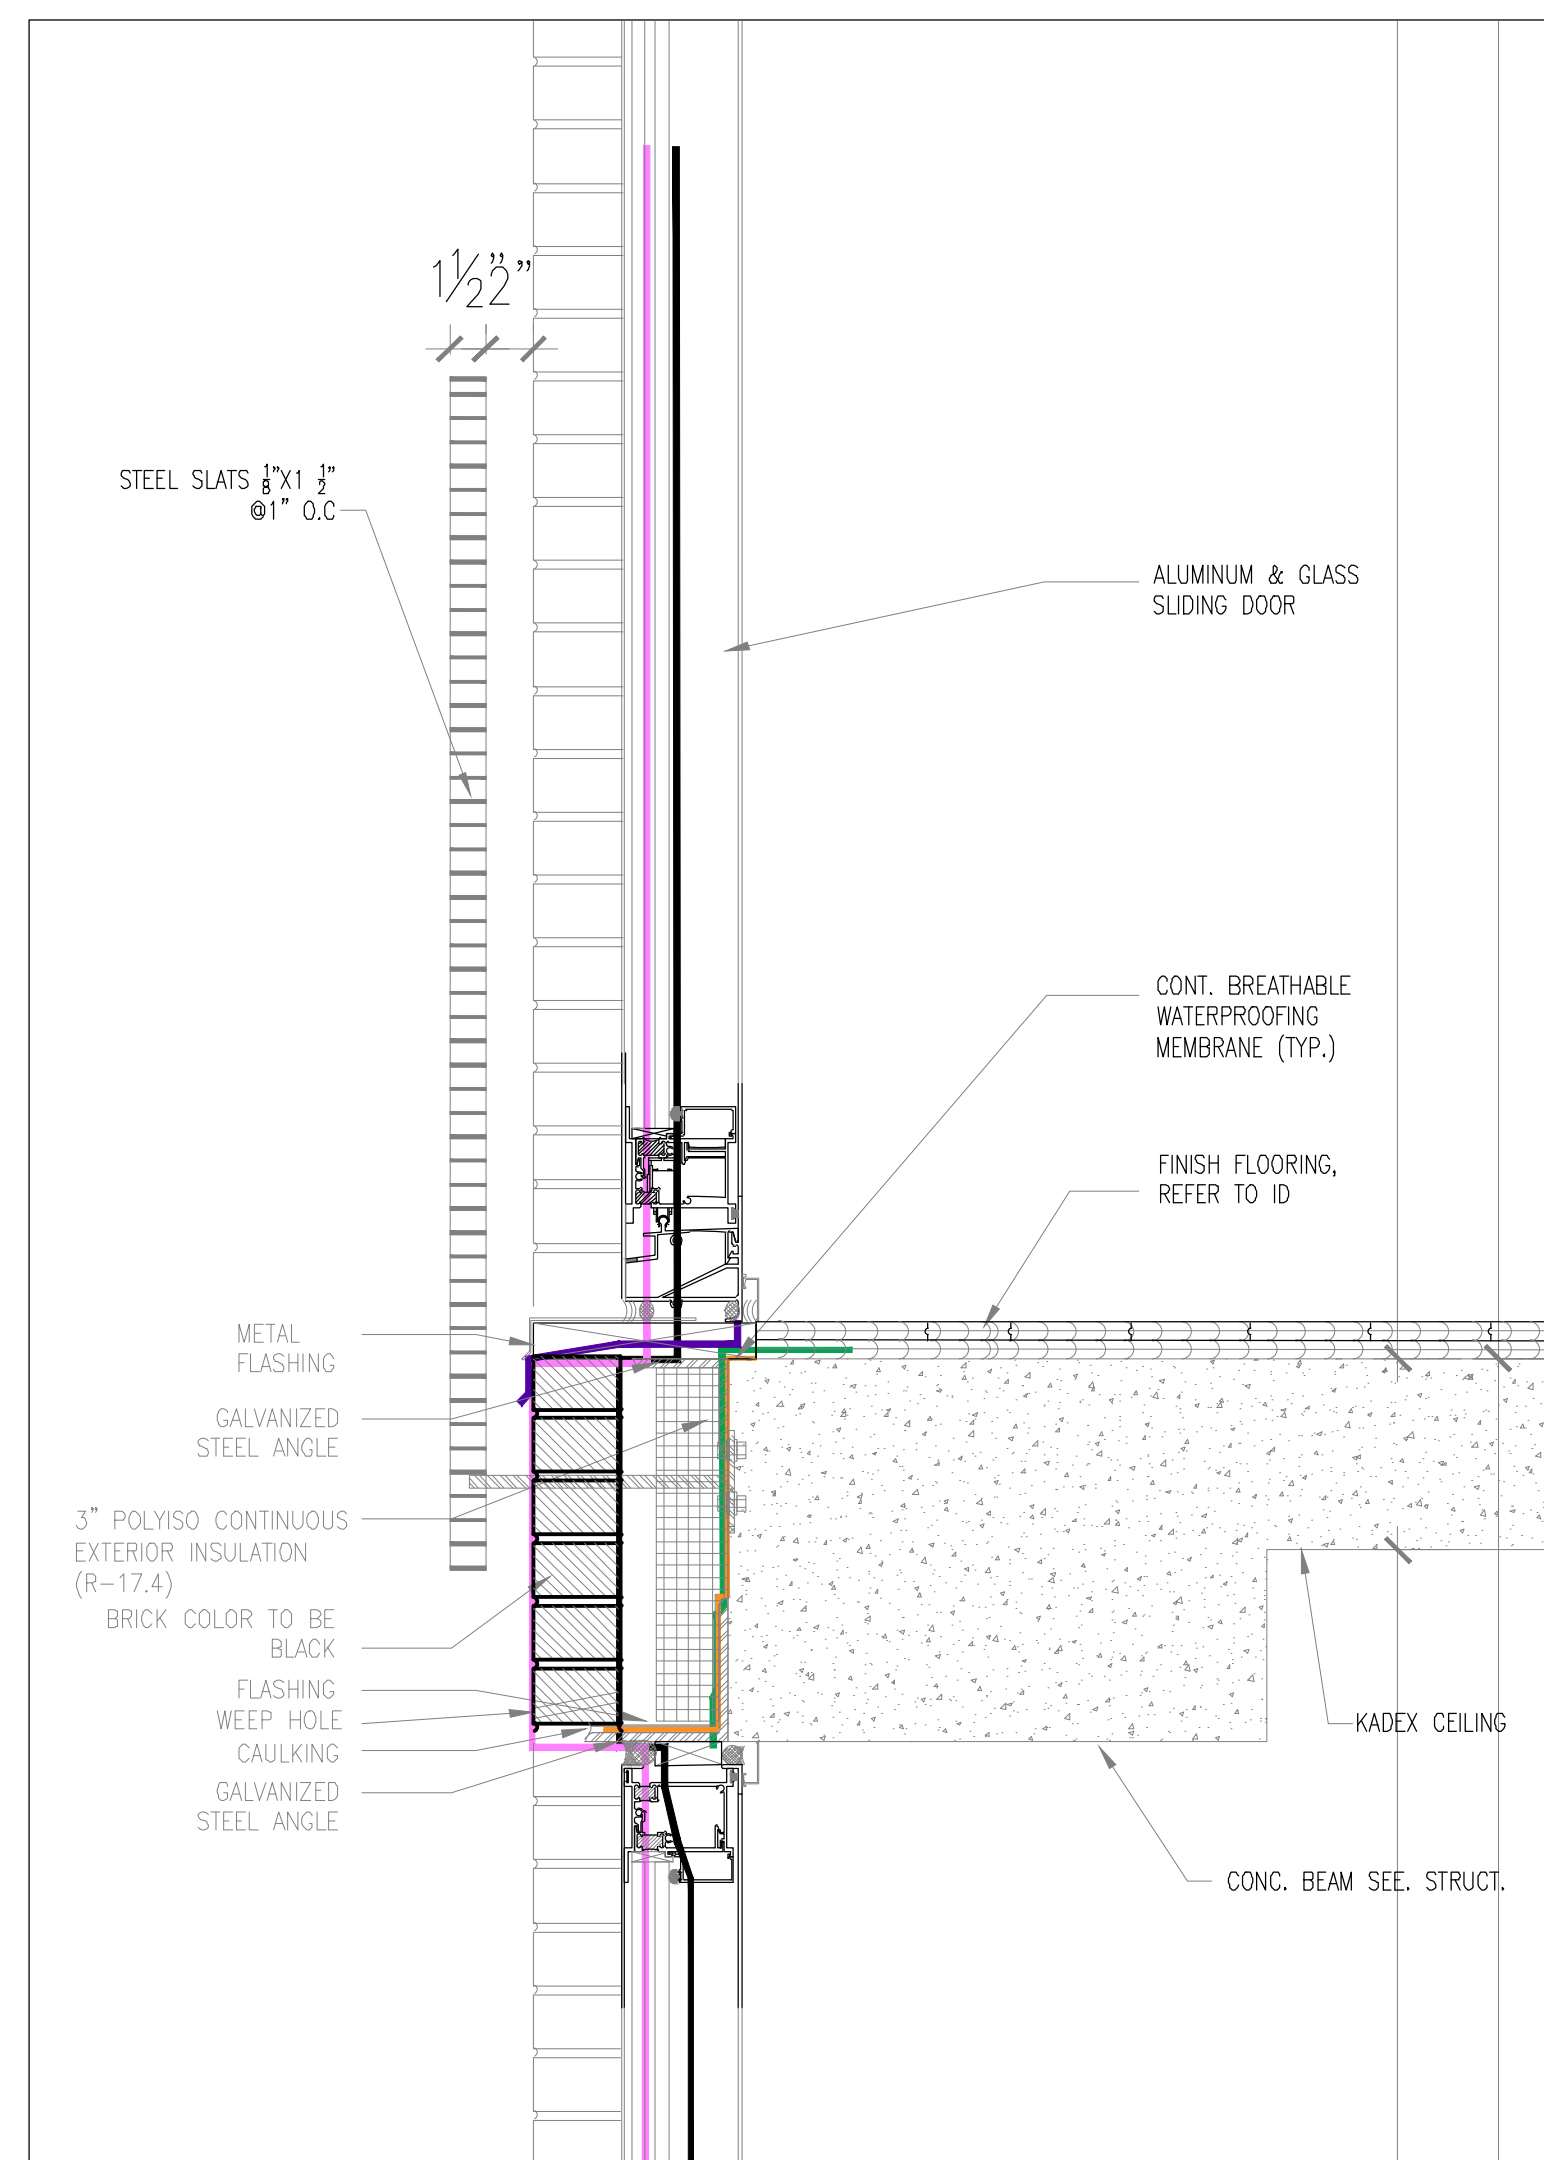 1½"2"
STEEL SLATS ⅛"X1 ½"
@1" O.C
ALUMINUM & GLASS
SLIDING DOOR
CONT. BREATHABLE
WATERPROOFING
MEMBRANE (TYP.)
FINISH FLOORING,
REFER TO ID
METAL
FLASHING
GALVANIZED
STEEL ANGLE
3" POLYISO CONTINUOUS
EXTERIOR INSULATION
(R-17.4)
BRICK COLOR TO BE
BLACK
FLASHING
WEEP HOLE
CAULKING
GALVANIZED
STEEL ANGLE
KADEX CEILING
CONC. BEAM SEE. STRUCT.